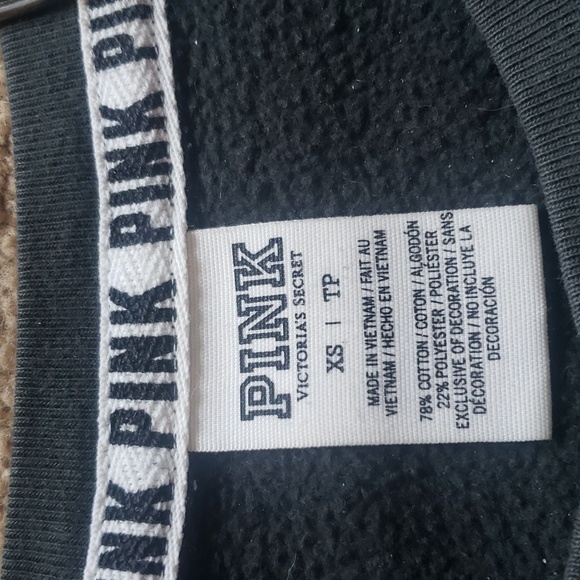 PINK PINK PINK PINK
PINK
VICTORIA'S SECRET
XS | TP
MADE IN VIETNAM / FAIT AU
VIETNAM / HECHO EN VIETNAM
78% COTTON / COTON / ALGODÓN
22% POLYESTER / POLIÉSTER
EXCLUSIVE OF DECORATION / SANS
DÉCORATION / NO INCLUYE LA
DECORACIÓN